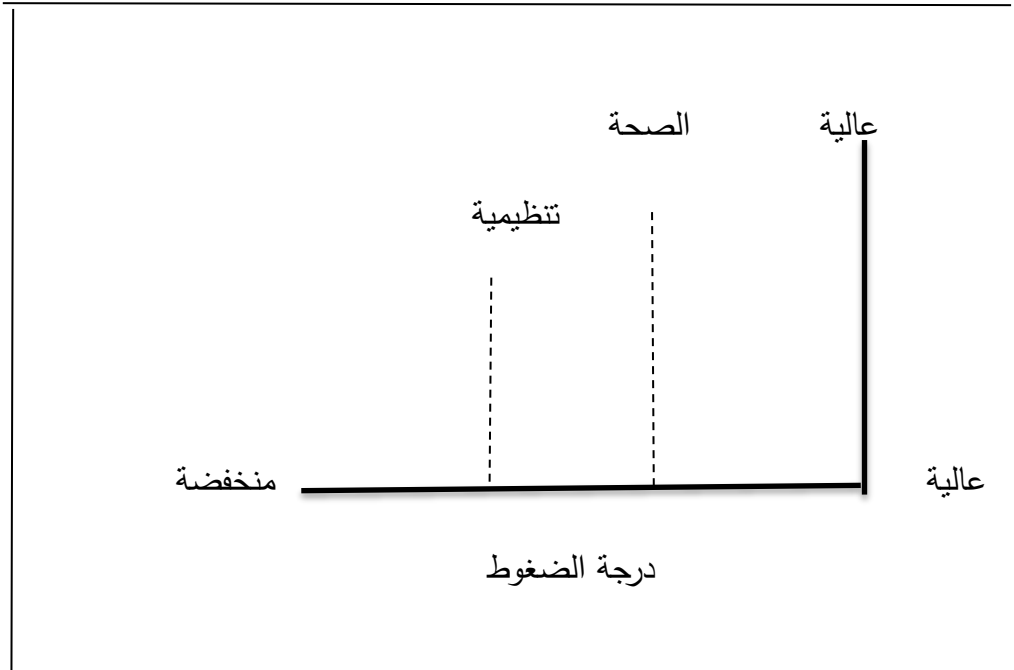 عالية
الصحة
تنظيمية
عالية
منخفضة
درجة الضغوط